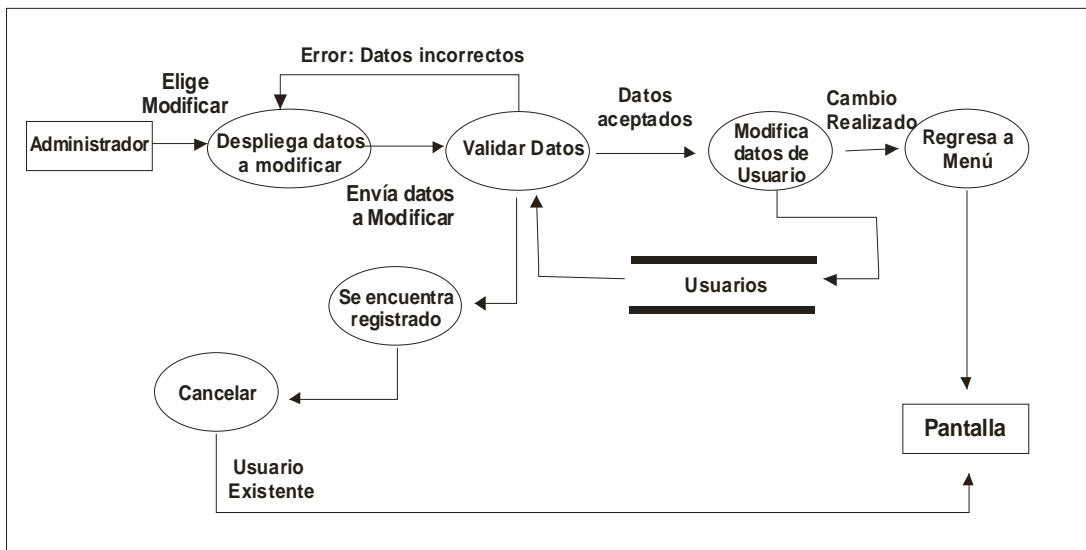 Error: Datos incorrectos
Elige
Modificar
Administrador
Despliega datos
a modificar
Envía datos
a Modificar
Validar Datos
Datos
aceptados
Modifica
datos de
Usuario
Cambio
Realizado
Regresa a
Menú
Usuarios
Se encuentra
registrado
Cancelar
Usuario
Existente
Pantalla